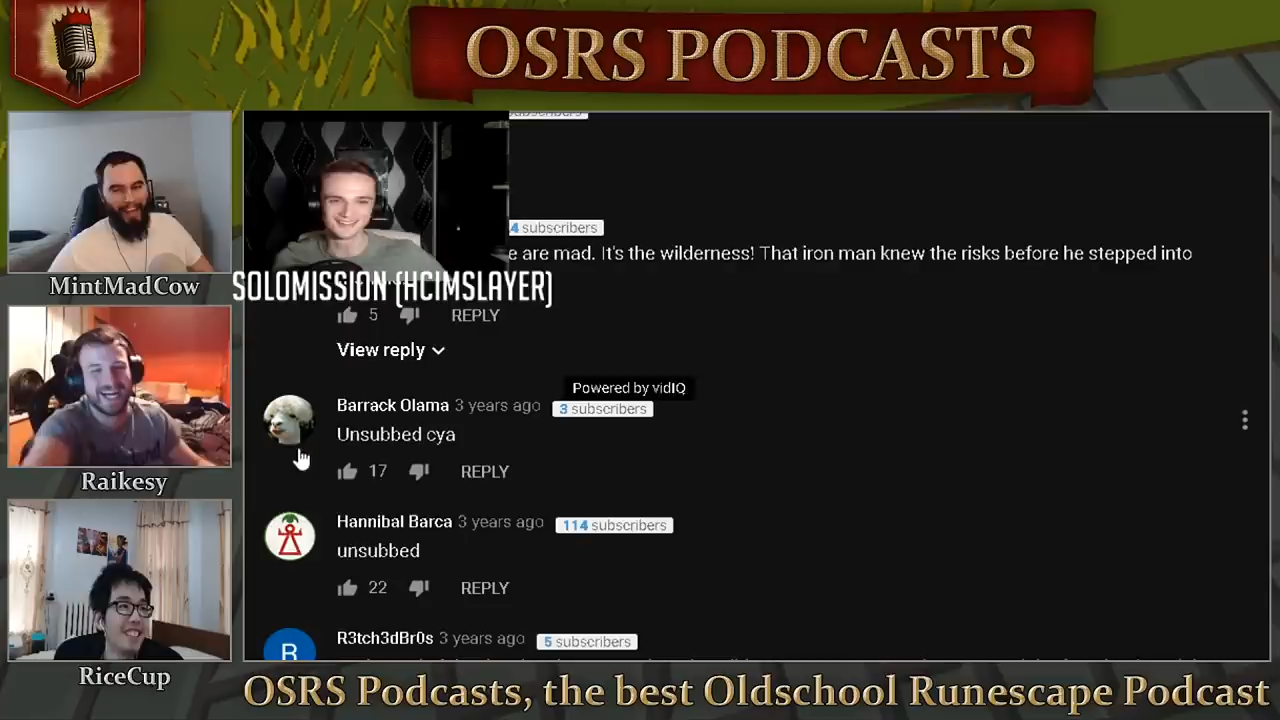 OSRS PODCASTS
MintMadCow
Raikesy
RiceCup
4 subscribers
e are mad. It's the wilderness! That iron man knew the risks before he stepped into
SOLOMISSION (HCIMSLAYER)
5
REPLY
View reply
Powered by vidIQ
Barrack Olama 3 years ago 3 subscribers
Unsubbed cya
17
REPLY
Hannibal Barca 3 years ago 114 subscribers
unsubbed
22
REPLY
R
R3tch3dBr0s 3 years ago 5 subscribers
OSRS Podcasts, the best Oldschool Runescape Podcast